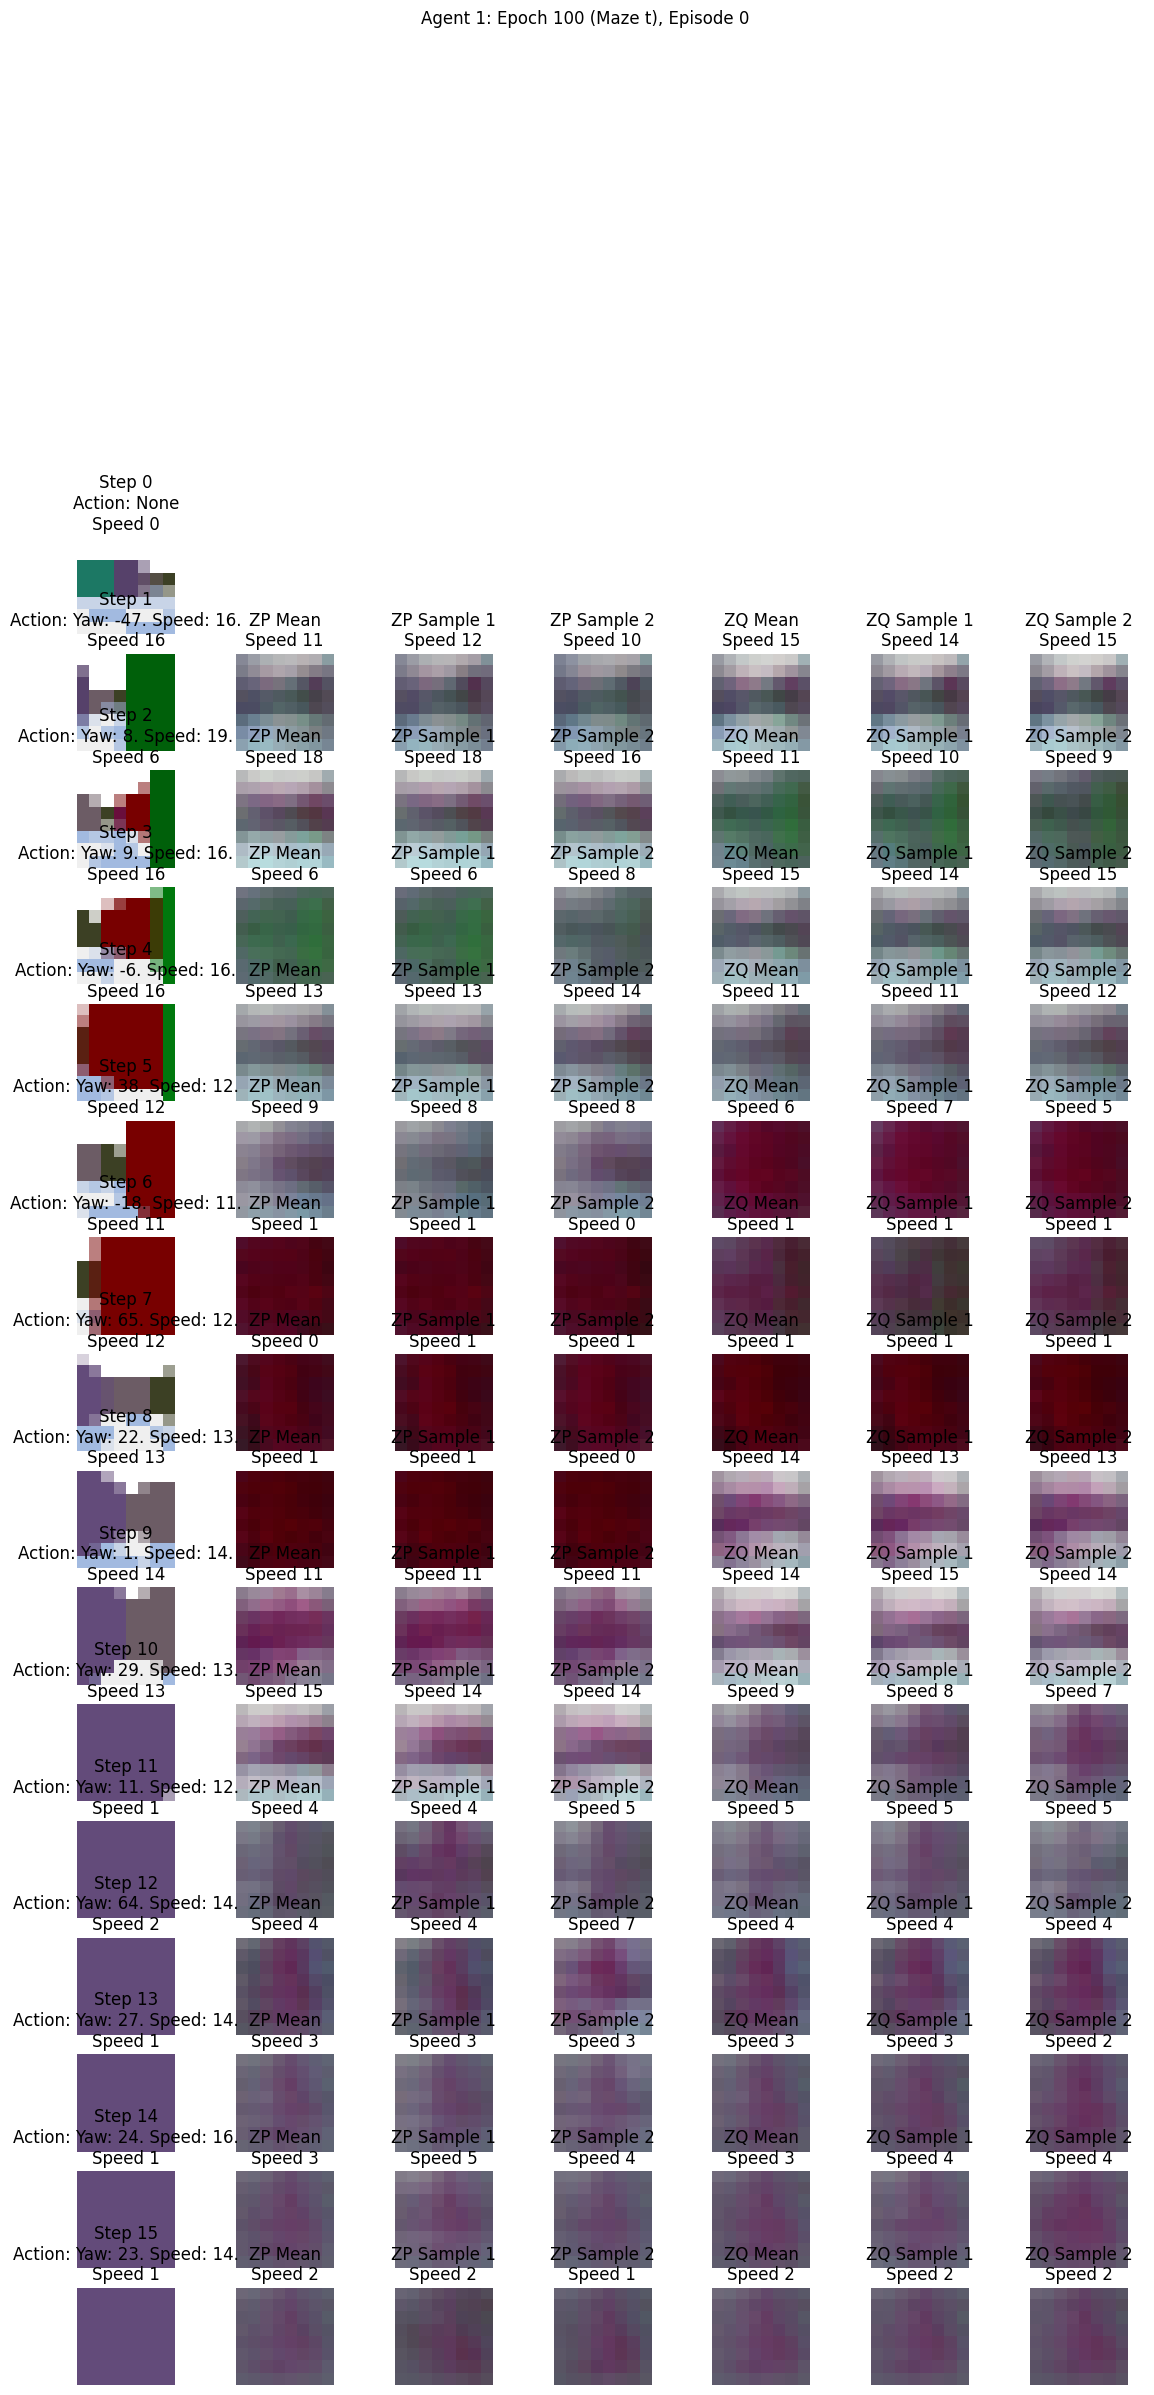 Agent 1: Epoch 100 (Maze t), Episode 0
Step 0
Action: None
Speed 0
Step 1
Action: Yaw: -47. Speed: 16. ZP Mean ZP Sample 1 ZP Sample 2 ZQ Mean ZQ Sample 1 ZQ Sample 2
Speed 16 Speed 11 Speed 12 Speed 10 Speed 15 Speed 14 Speed 15
Step 2
Action: Yaw: 8. Speed: 19. ZP Mean ZP Sample 1 ZP Sample 2 ZQ Mean ZQ Sample 1 ZQ Sample 2
Speed 6 Speed 18 Speed 18 Speed 16 Speed 11 Speed 10 Speed 9
Step 3
Action: Yaw: 9. Speed: 16. ZP Mean ZP Sample 1 ZP Sample 2 ZQ Mean ZQ Sample 1 ZQ Sample 2
Speed 16 Speed 6 Speed 6 Speed 8 Speed 15 Speed 14 Speed 15
Step 4
Action: Yaw: -6. Speed: 16. ZP Mean ZP Sample 1 ZP Sample 2 ZQ Mean ZQ Sample 1 ZQ Sample 2
Speed 16 Speed 13 Speed 13 Speed 14 Speed 11 Speed 11 Speed 12
Step 5
Action: Yaw: 38. Speed: 12. ZP Mean ZP Sample 1 ZP Sample 2 ZQ Mean ZQ Sample 1 ZQ Sample 2
Speed 12 Speed 9 Speed 8 Speed 8 Speed 6 Speed 7 Speed 5
Step 6
Action: Yaw: -18. Speed: 11. ZP Mean ZP Sample 1 ZP Sample 2 ZQ Mean ZQ Sample 1 ZQ Sample 2
Speed 11 Speed 1 Speed 1 Speed 0 Speed 1 Speed 1 Speed 1
Step 7
Action: Yaw: 65. Speed: 12. ZP Mean ZP Sample 1 ZP Sample 2 ZQ Mean ZQ Sample 1 ZQ Sample 2
Speed 12 Speed 0 Speed 1 Speed 1 Speed 1 Speed 1 Speed 1
Step 8
Action: Yaw: 22. Speed: 13. ZP Mean ZP Sample 1 ZP Sample 2 ZQ Mean ZQ Sample 1 ZQ Sample 2
Speed 13 Speed 1 Speed 1 Speed 0 Speed 14 Speed 13 Speed 13
Step 9
Action: Yaw: 1. Speed: 14. ZP Mean ZP Sample 1 ZP Sample 2 ZQ Mean ZQ Sample 1 ZQ Sample 2
Speed 14 Speed 11 Speed 11 Speed 11 Speed 14 Speed 15 Speed 14
Step 10
Action: Yaw: 29. Speed: 13. ZP Mean ZP Sample 1 ZP Sample 2 ZQ Mean ZQ Sample 1 ZQ Sample 2
Speed 13 Speed 15 Speed 14 Speed 14 Speed 9 Speed 8 Speed 7
Step 11
Action: Yaw: 11. Speed: 12. ZP Mean ZP Sample 1 ZP Sample 2 ZQ Mean ZQ Sample 1 ZQ Sample 2
Speed 1 Speed 4 Speed 4 Speed 5 Speed 5 Speed 5 Speed 5
Step 12
Action: Yaw: 64. Speed: 14. ZP Mean ZP Sample 1 ZP Sample 2 ZQ Mean ZQ Sample 1 ZQ Sample 2
Speed 2 Speed 4 Speed 4 Speed 7 Speed 4 Speed 4 Speed 4
Step 13
Action: Yaw: 27. Speed: 14. ZP Mean ZP Sample 1 ZP Sample 2 ZQ Mean ZQ Sample 1 ZQ Sample 2
Speed 1 Speed 3 Speed 3 Speed 3 Speed 3 Speed 3 Speed 2
Step 14
Action: Yaw: 24. Speed: 16. ZP Mean ZP Sample 1 ZP Sample 2 ZQ Mean ZQ Sample 1 ZQ Sample 2
Speed 1 Speed 3 Speed 5 Speed 4 Speed 3 Speed 4 Speed 4
Step 15
Action: Yaw: 23. Speed: 14. ZP Mean ZP Sample 1 ZP Sample 2 ZQ Mean ZQ Sample 1 ZQ Sample 2
Speed 1 Speed 2 Speed 2 Speed 1 Speed 2 Speed 2 Speed 2